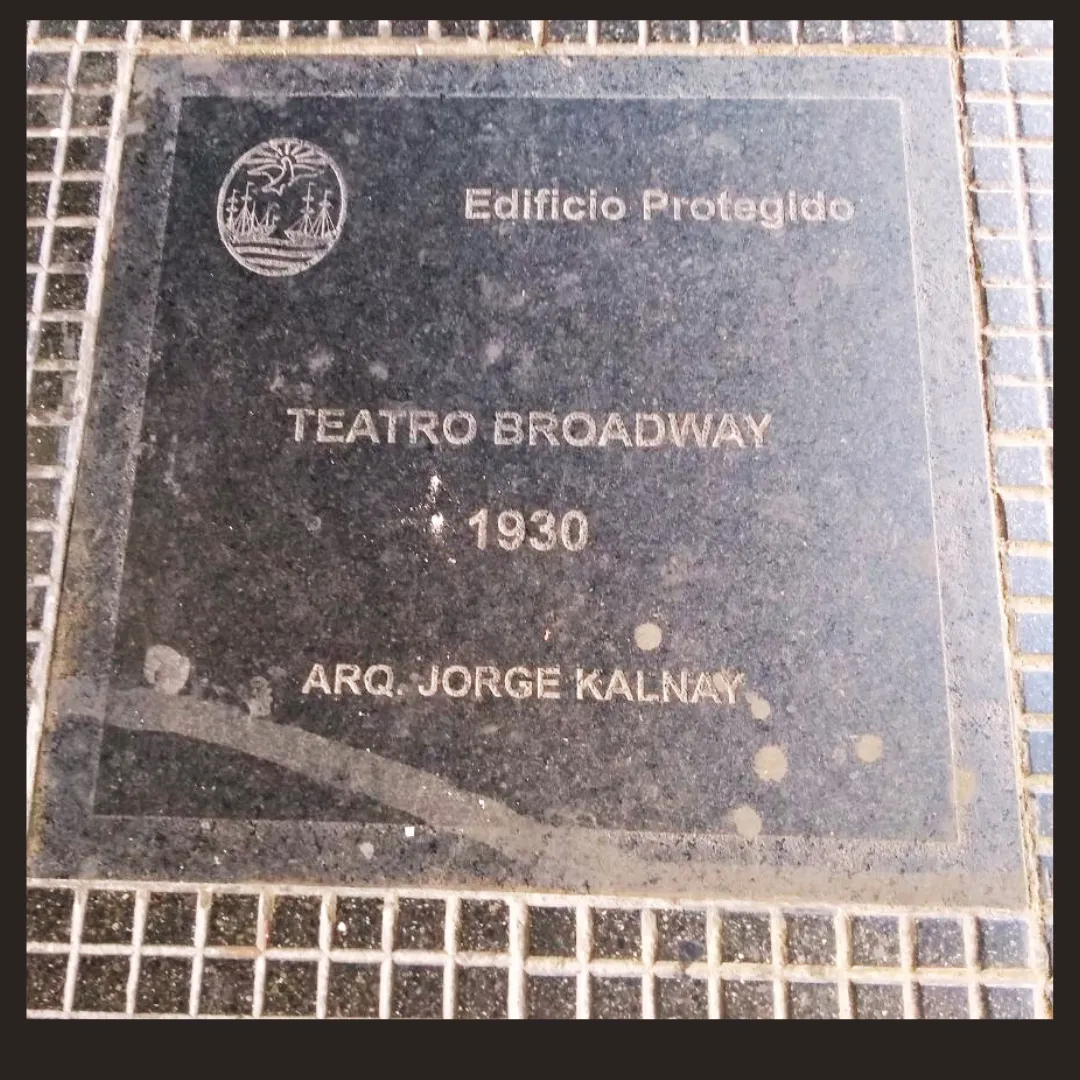 Edificio Protegido
TEATRO BROADWAY
1930
ARQ. JORGE KALNAY